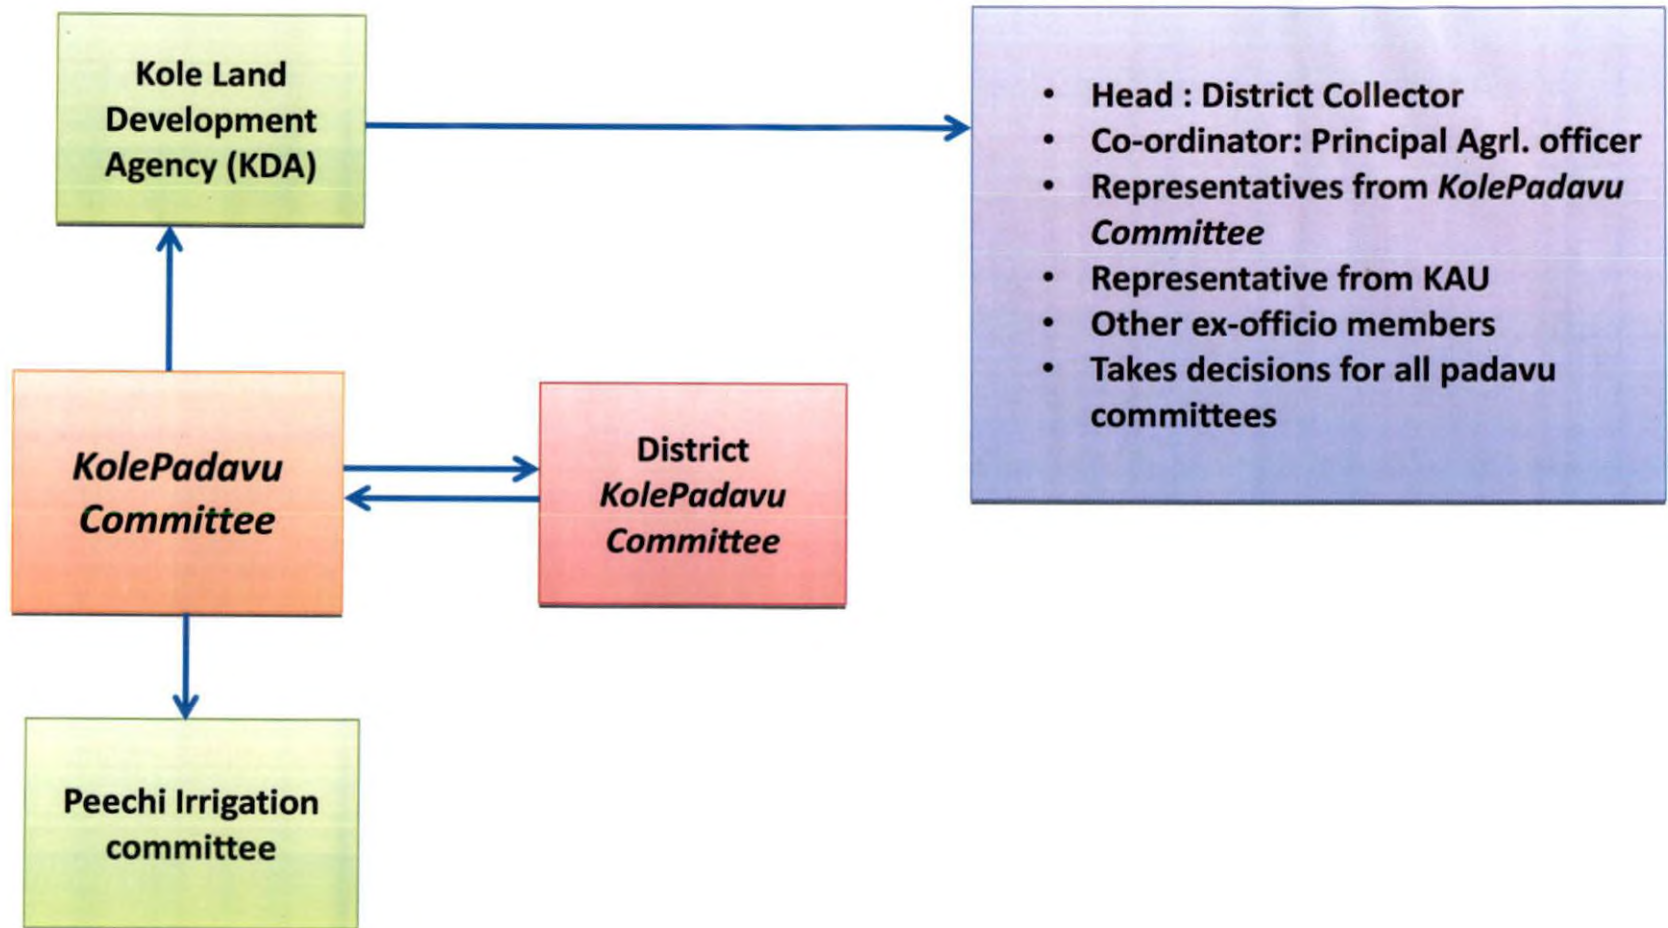 Kole Land
Development
Agency (KDA)
• Head : District Collector
• Co-ordinator: Principal Agrl. officer
• Representatives from KolePadavu
Committee
• Representative from KAU
• Other ex-officio members
• Takes decisions for all padavu
committees
KolePadavu
Committee
District
KolePadavu
Committee
Peechi Irrigation
committee